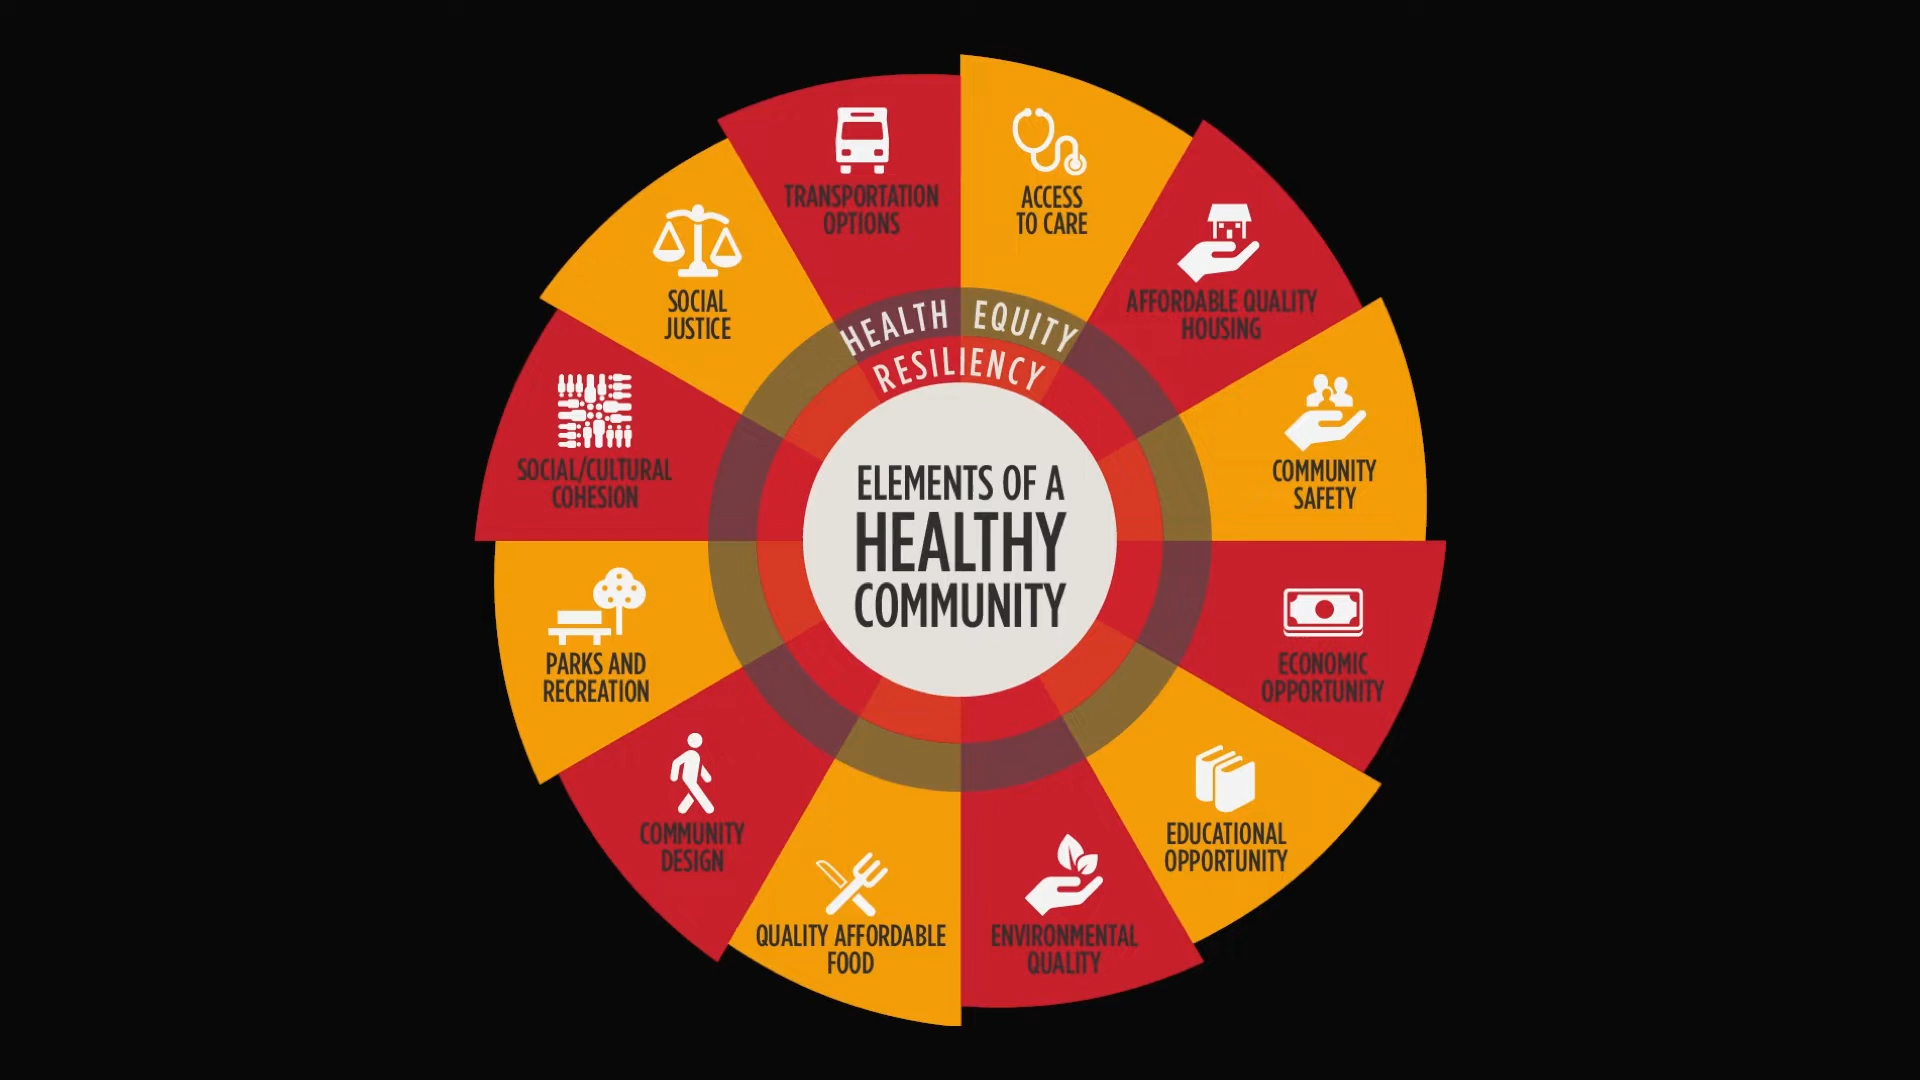 ELEMENTS OF A
HEALTHY
COMMUNITY
HEALTH EQUITY
RESILIENCY
ACCESS
TO CARE
AFFORDABLE QUALITY
HOUSING
COMMUNITY
SAFETY
ECONOMIC
OPPORTUNITY
EDUCATIONAL
OPPORTUNITY
ENVIRONMENTAL
QUALITY
QUALITY AFFORDABLE
FOOD
COMMUNITY
DESIGN
PARKS AND
RECREATION
SOCIAL/CULTURAL
COHESION
SOCIAL
JUSTICE
TRANSPORTATION
OPTIONS